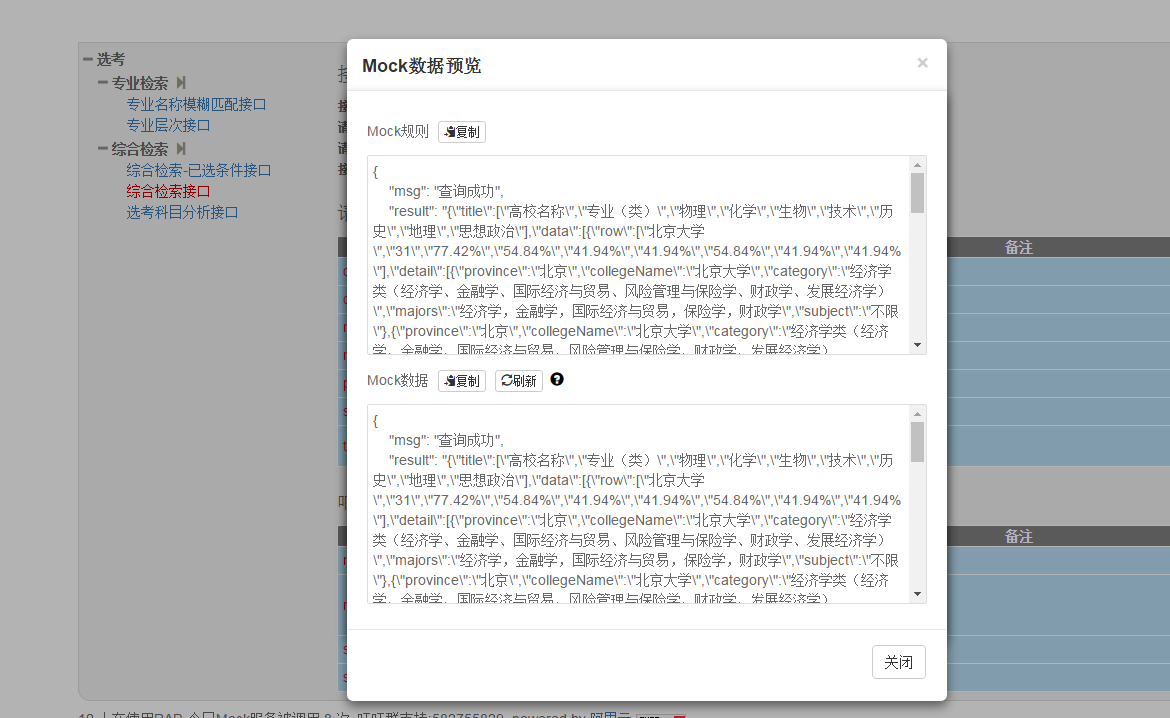 选考
专业检索
专业名称模糊匹配接口
专业层次接口
综合检索
综合检索-已选条件接口
综合检索接口
选考科目分析接口
Mock数据预览
×
Mock规则 复制
{
"msg": "查询成功",
"result": "{\"title\":[\"高校名称\",\"专业（类）\",\"物理\",\"化学\",\"生物\",\"技术\",\"历
史\",\"地理\",\"思想政治\"],\"data\":[{\"row\":[\"北京大学
\",\"31\",\"77.42%\",\"54.84%\",\"41.94%\",\"41.94%\",\"54.84%\",\"41.94%\",\"41.94%
\"],\"detail\":[{\"province\":\"北京\",\"collegeName\":\"北京大学\",\"category\":\"经济学
类（经济学、金融学、国际经济与贸易、风险管理与保险学、财政学、发展经济学）
\",\"majors\":\"经济学，金融学，国际经济与贸易，保险学，财政学\",\"subject\":\"不限
\"},{\"province\":\"北京\",\"collegeName\":\"北京大学\",\"category\":\"经济学类（经济
学、金融学、国际经济与贸易、风险管理与保险学、财政学、发展经济学）
Mock数据 复制 刷新 ?
{
"msg": "查询成功",
"result": "{\"title\":[\"高校名称\",\"专业（类）\",\"物理\",\"化学\",\"生物\",\"技术\",\"历
史\",\"地理\",\"思想政治\"],\"data\":[{\"row\":[\"北京大学
\",\"31\",\"77.42%\",\"54.84%\",\"41.94%\",\"41.94%\",\"54.84%\",\"41.94%\",\"41.94%
\"],\"detail\":[{\"province\":\"北京\",\"collegeName\":\"北京大学\",\"category\":\"经济学
类（经济学、金融学、国际经济与贸易、风险管理与保险学、财政学、发展经济学）
\",\"majors\":\"经济学，金融学，国际经济与贸易，保险学，财政学\",\"subject\":\"不限
\"},{\"province\":\"北京\",\"collegeName\":\"北京大学\",\"category\":\"经济学类（经济
学、金融学、国际经济与贸易、风险管理与保险学、财政学、发展经济学）
关闭
备注
备注